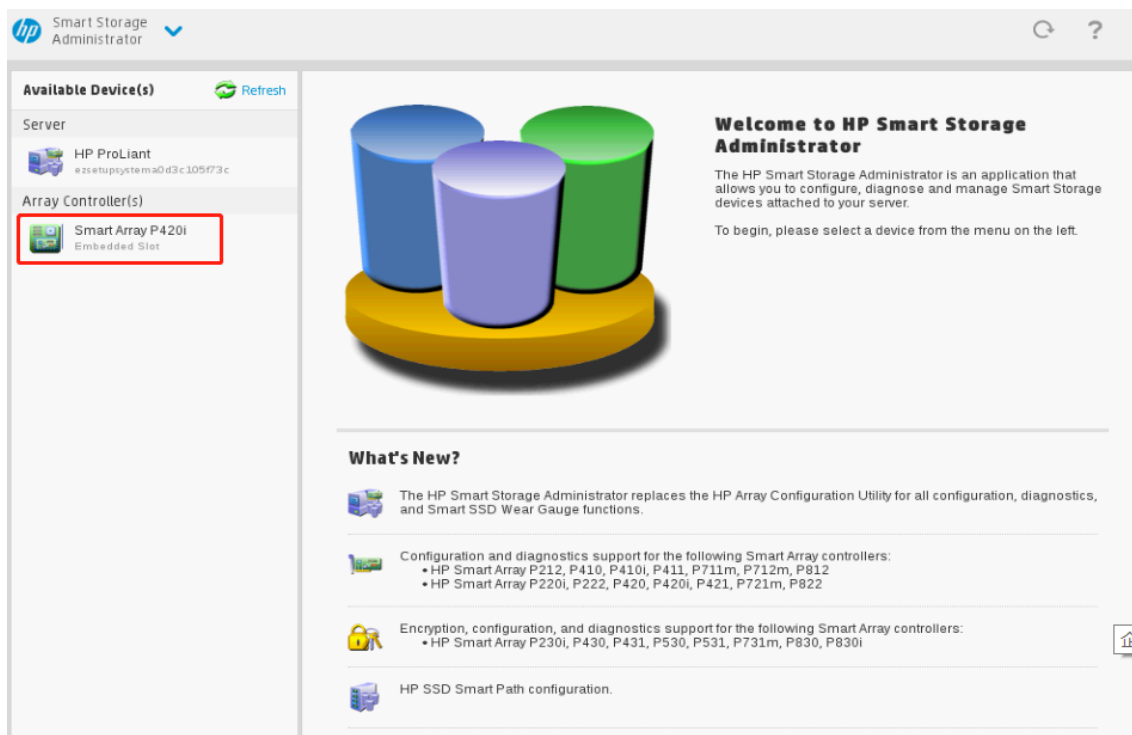 hp
Smart Storage
Administrator
?
Available Device(s)
Refresh
Server
HP ProLiant
ezsetupsystema0d3c105f73c
Array Controller(s)
Smart Array P420i
Embedded Slot
Welcome to HP Smart Storage
Administrator
The HP Smart Storage Administrator is an application that
allows you to configure, diagnose and manage Smart Storage
devices attached to your server.
To begin, please select a device from the menu on the left.
What's New?
The HP Smart Storage Administrator replaces the HP Array Configuration Utility for all configuration, diagnostics,
and Smart SSD Wear Gauge functions.
Configuration and diagnostics support for the following Smart Array controllers:
• HP Smart Array P212, P410, P410i, P411, P711m, P712m, P812
• HP Smart Array P220i, P222, P420, P420i, P421, P721m, P822
Encryption, configuration, and diagnostics support for the following Smart Array controllers:
• HP Smart Array P230i, P430, P431, P530, P531, P731m, P830, P830i
HP SSD Smart Path configuration.